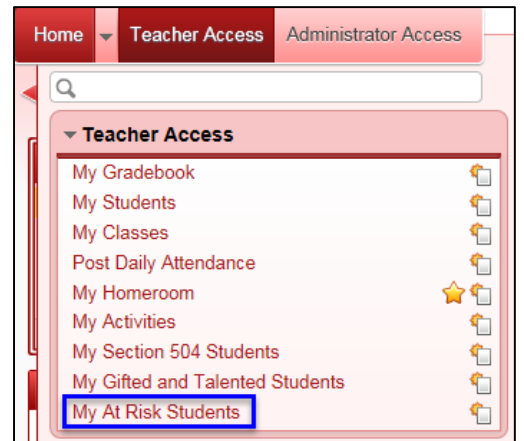 Home Teacher Access Administrator Access
Teacher Access
My Gradebook
My Students
My Classes
Post Daily Attendance
My Homeroom
My Activities
My Section 504 Students
My Gifted and Talented Students
My At Risk Students